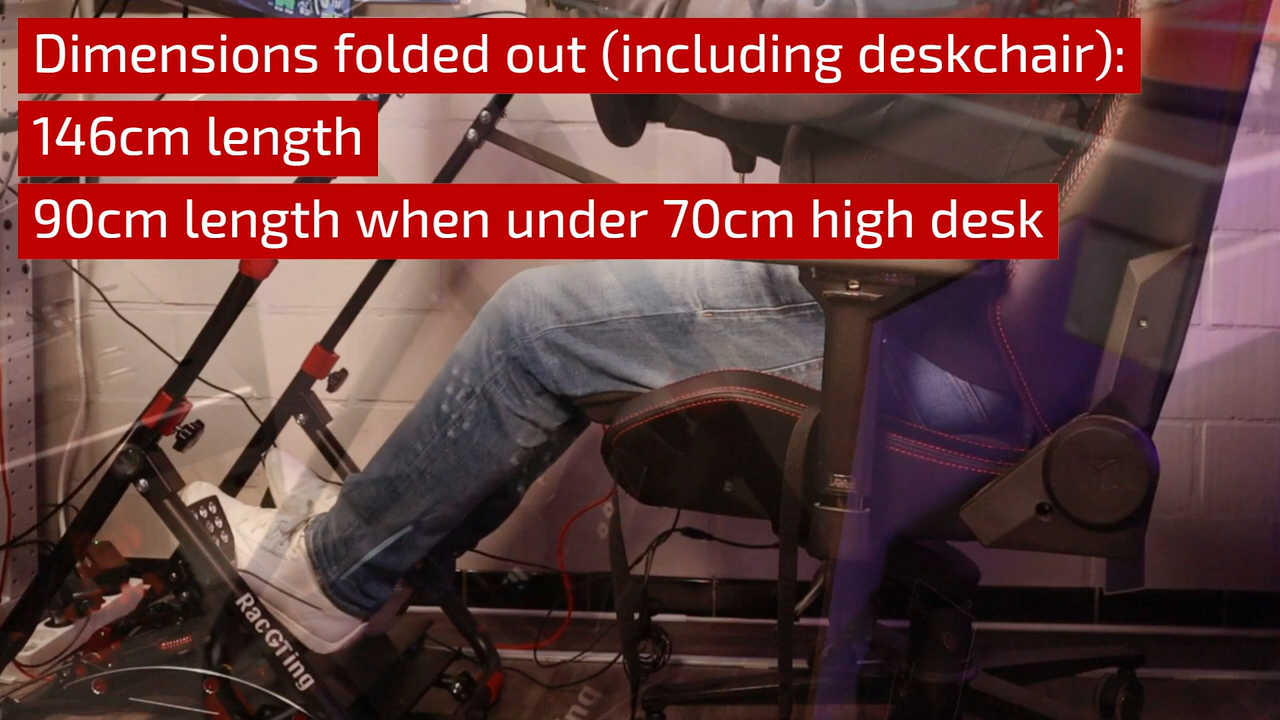 Dimensions folded out (including deskchair):
146cm length
90cm length when under 70cm high desk
RacGTing